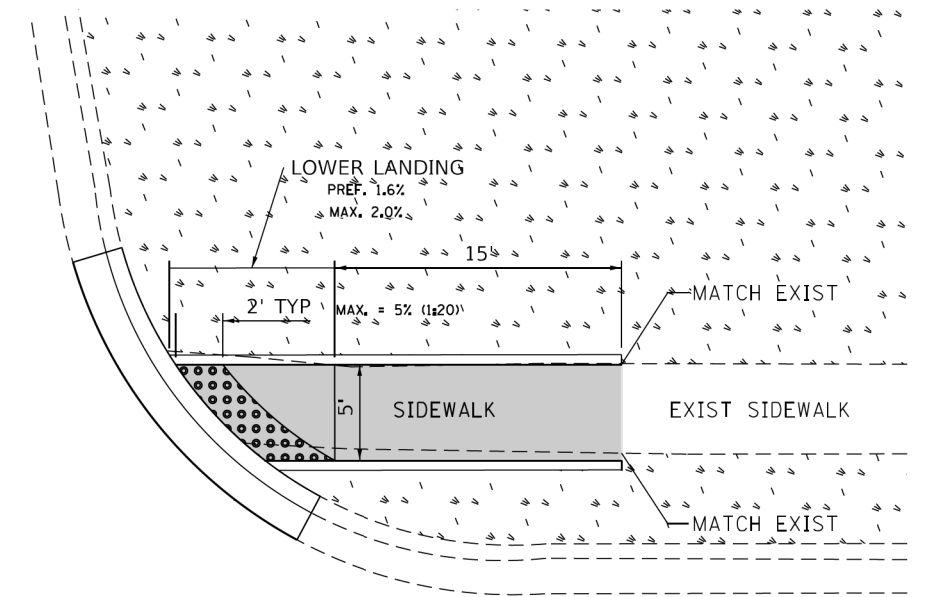 LOWER LANDING
PREF. 1.6%
MAX. 2.0%
15'
2' TYP
MAX. = 5% (1:20)
MATCH EXIST
5'
SIDEWALK
EXIST SIDEWALK
MATCH EXIST